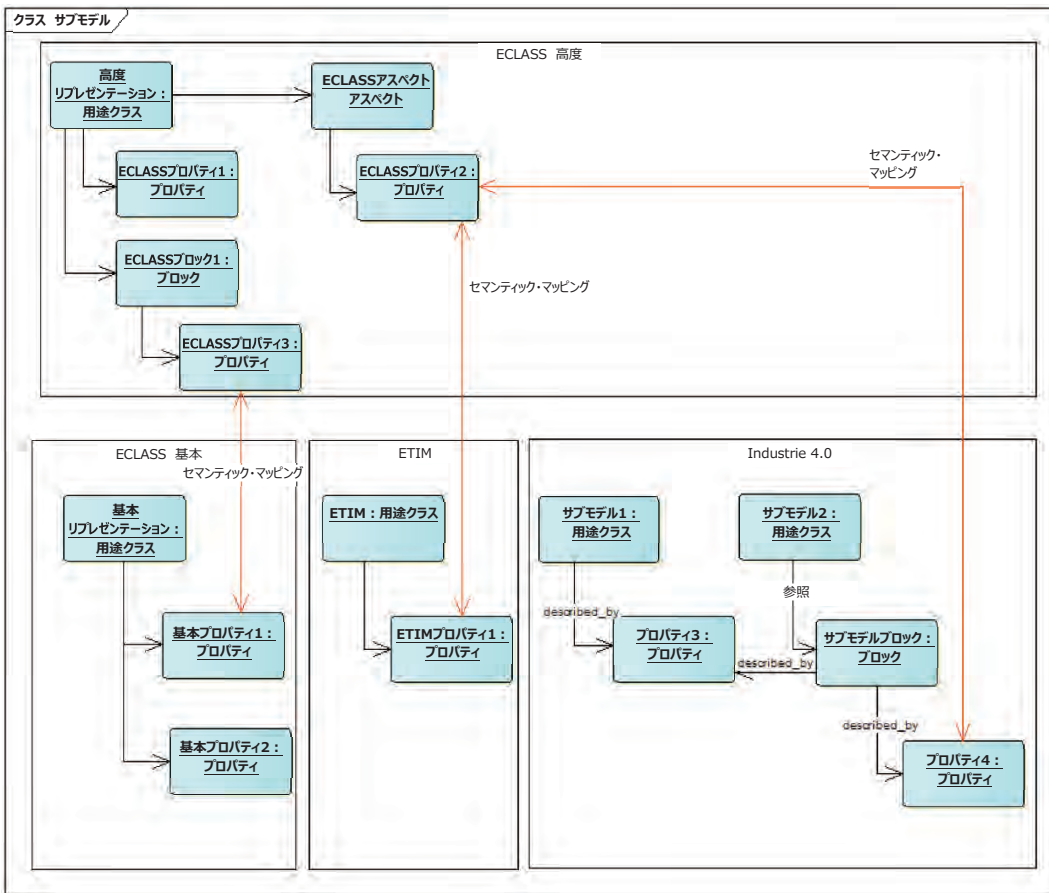 クラス サブモデル
ECLASS 高度
高度
リプレゼンテーション：
用途クラス
ECLASSアスペクト
アスペクト
ECLASSプロパティ1：
プロパティ
ECLASSプロパティ2：
プロパティ
セマンティック・
マッピング
ECLASSブロック1：
ブロック
セマンティック・マッピング
ECLASSプロパティ3：
プロパティ
ECLASS 基本
セマンティック・マッピング
基本
リプレゼンテーション：
用途クラス
基本プロパティ1：
プロパティ
基本プロパティ2：
プロパティ
ETIM
ETIM：用途クラス
ETIMプロパティ1：
プロパティ
Industrie 4.0
サブモデル1：
用途クラス
サブモデル2：
用途クラス
参照
described_by
プロパティ3：
プロパティ
described_by
サブモデルブロック：
ブロック
described_by
プロパティ4：
プロパティ